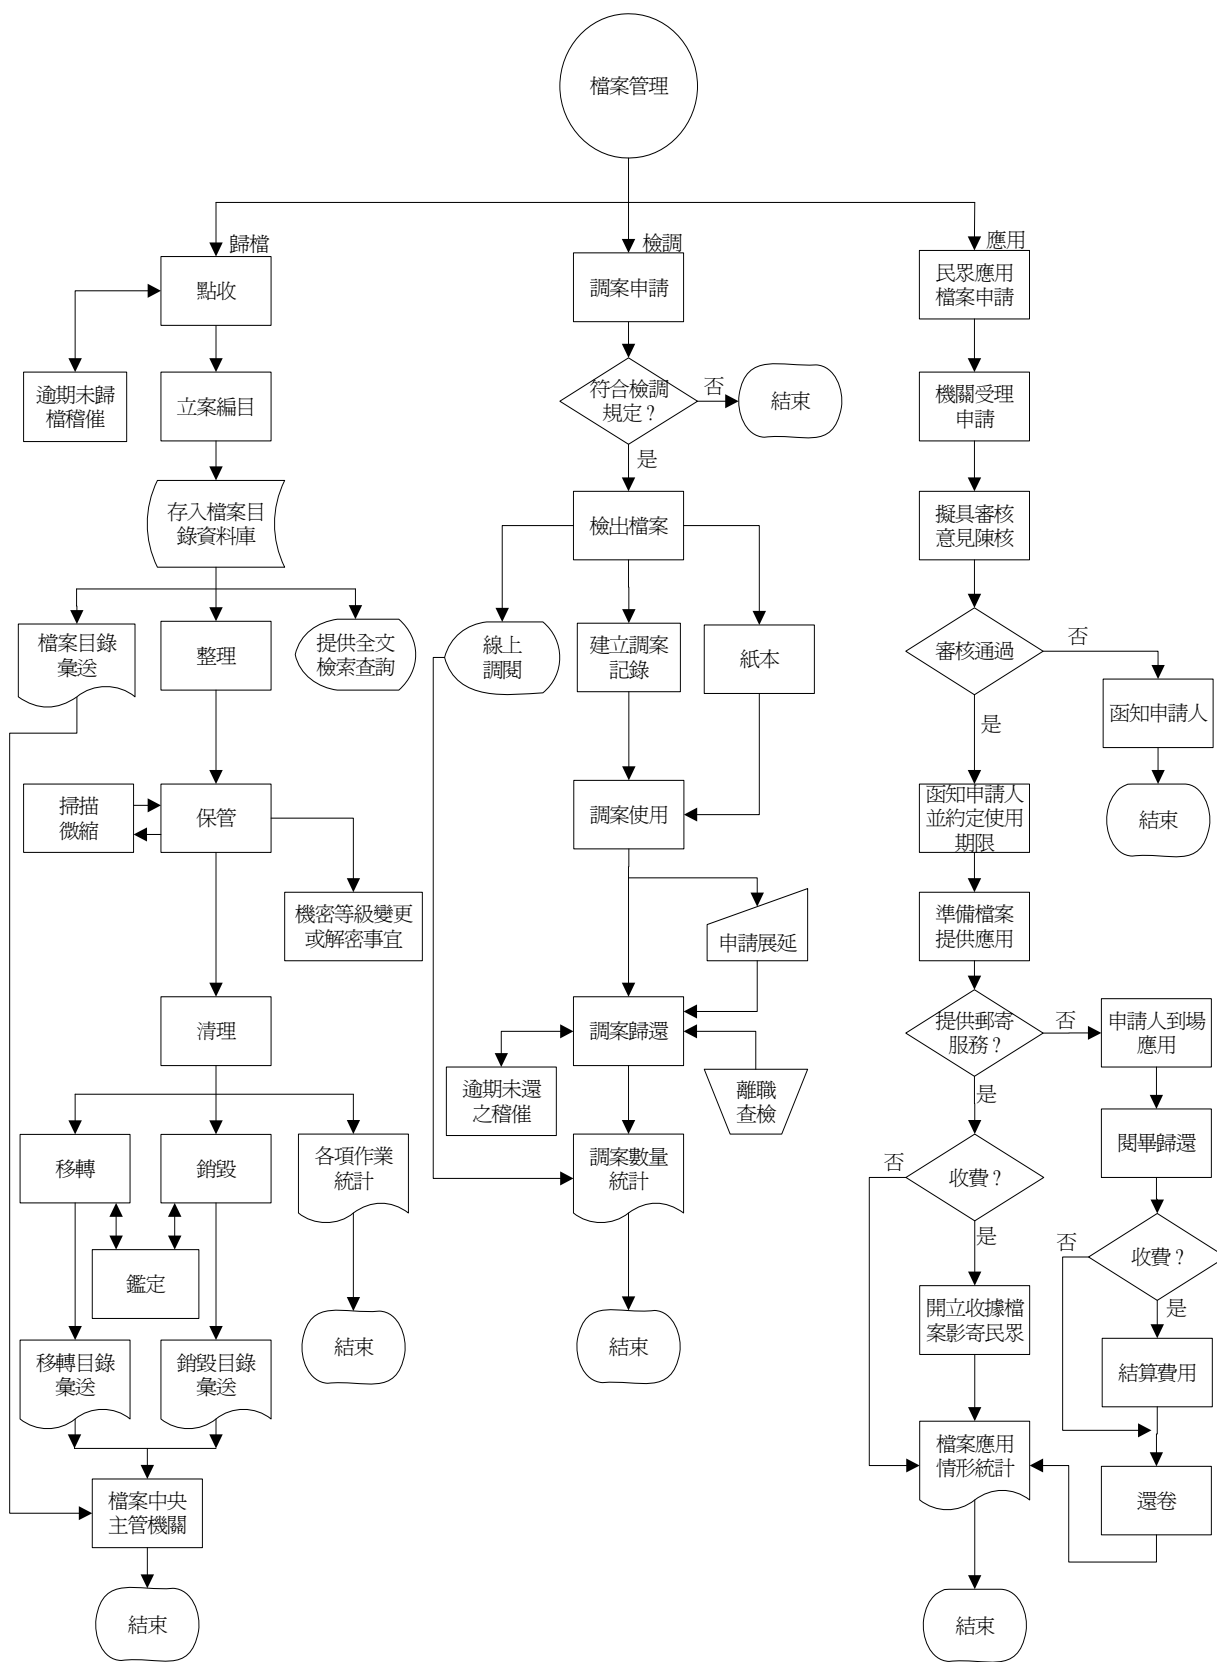 檔案管理
歸檔
點收
逾期未歸
檔稽催
立案編目
存入檔案目
錄資料庫
檔案目錄
彙送
整理
提供全文
檢索查詢
掃描
微縮
保管
機密等級變更
或解密事宜
清理
移轉
銷毀
各項作業
統計
鑑定
結束
移轉目錄
彙送
銷毀目錄
彙送
檔案中央
主管機關
結束
檢調
調案申請
符合檢調
規定?
否
結束
是
檢出檔案
線上
調閱
建立調案
記錄
紙本
調案使用
申請展延
調案歸還
逾期未還
之稽催
離職
查檢
調案數量
統計
結束
應用
民眾應用
檔案申請
機關受理
申請
擬具審核
意見陳核
審核通過
否
函知申請人
結束
是
函知申請人
並約定使用
期限
準備檔案
提供應用
提供郵寄
服務?
否
申請人到場
應用
是
閱畢歸還
收費?
否
是
收費?
否
是
開立收據檔
案影寄民眾
結算費用
檔案應用
情形統計
還卷
結束